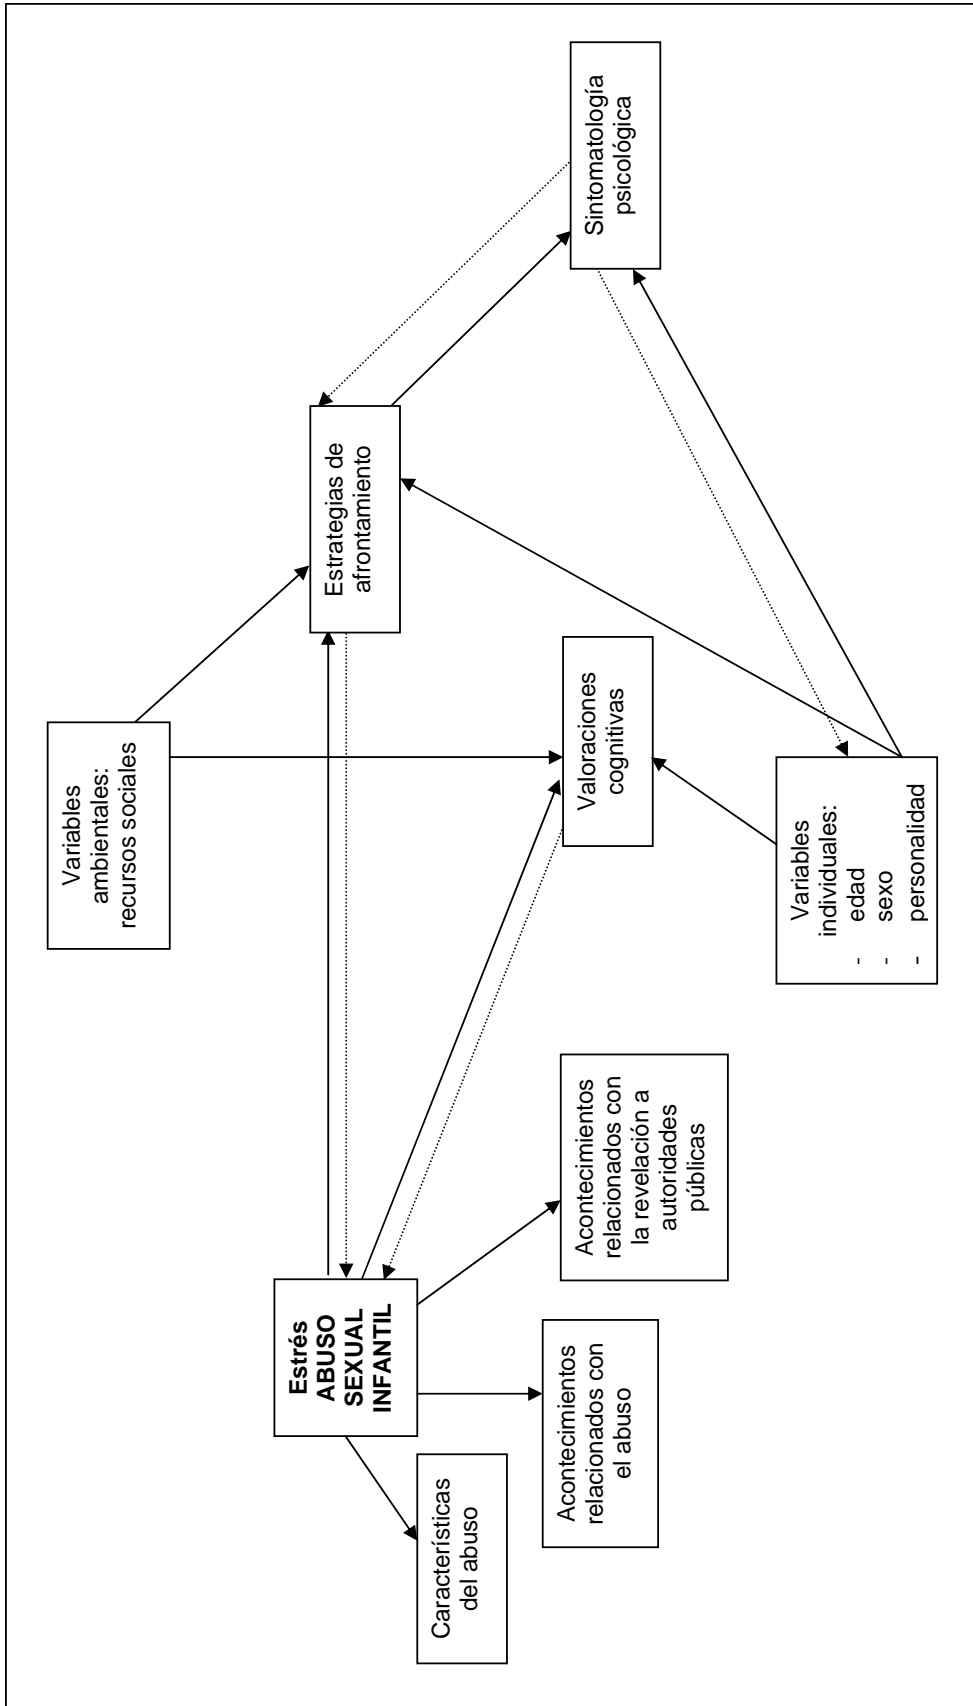 Variables
ambientales:
recursos sociales
Sintomatología
psicológica
Estrategias de
afrontamiento
Estrés
ABUSO
SEXUAL
INFANTIL
Valoraciones
cognitivas
Características
del abuso
Acontecimientos
relacionados con
el abuso
Acontecimientos
relacionados con
la revelación a
autoridades
públicas
Variables
individuales:
- edad
- sexo
- personalidad